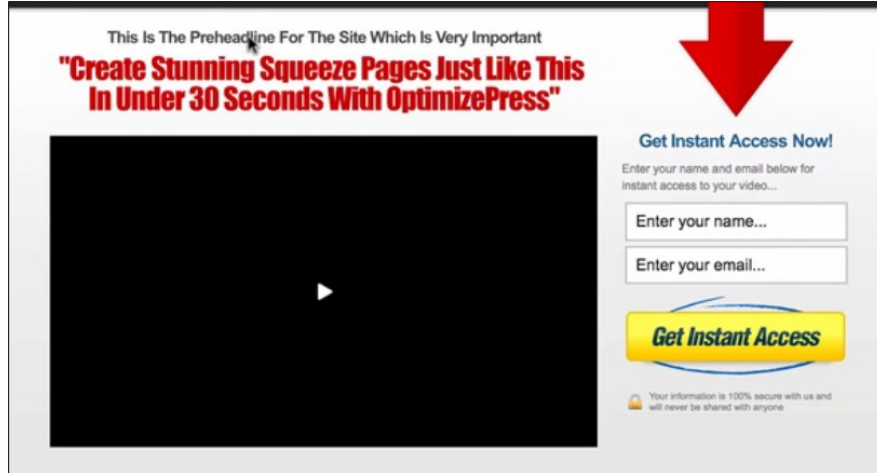 This Is The Preheadline For The Site Which Is Very Important
"Create Stunning Squeeze Pages Just Like This
In Under 30 Seconds With OptimizePress"
Get Instant Access Now!
Enter your name and email below for
instant access to your video...
Enter your name...
Enter your email...
Get Instant Access
Your information is 100% secure with us and
will never be shared with anyone